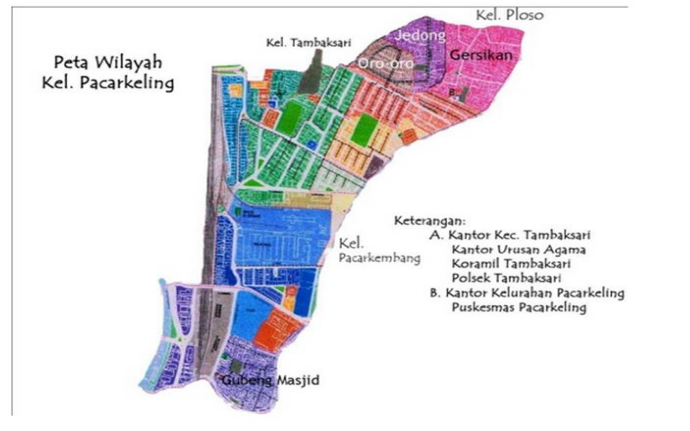 Kel. Ploso
Jedong
Kel. Tambaksari
Gersikan
Oro-oro
Peta Wilayah
Kel. Pacarkeling
B.
Keterangan:
A. Kantor Kec. Tambaksari
Kantor Urusan Agama
Koramil Tambaksari
Polsek Tambaksari
B. Kantor Kelurahan Pacarkeling
Puskesmas Pacarkeling
Kel.
Pacarkembang
Gubeng Masjid